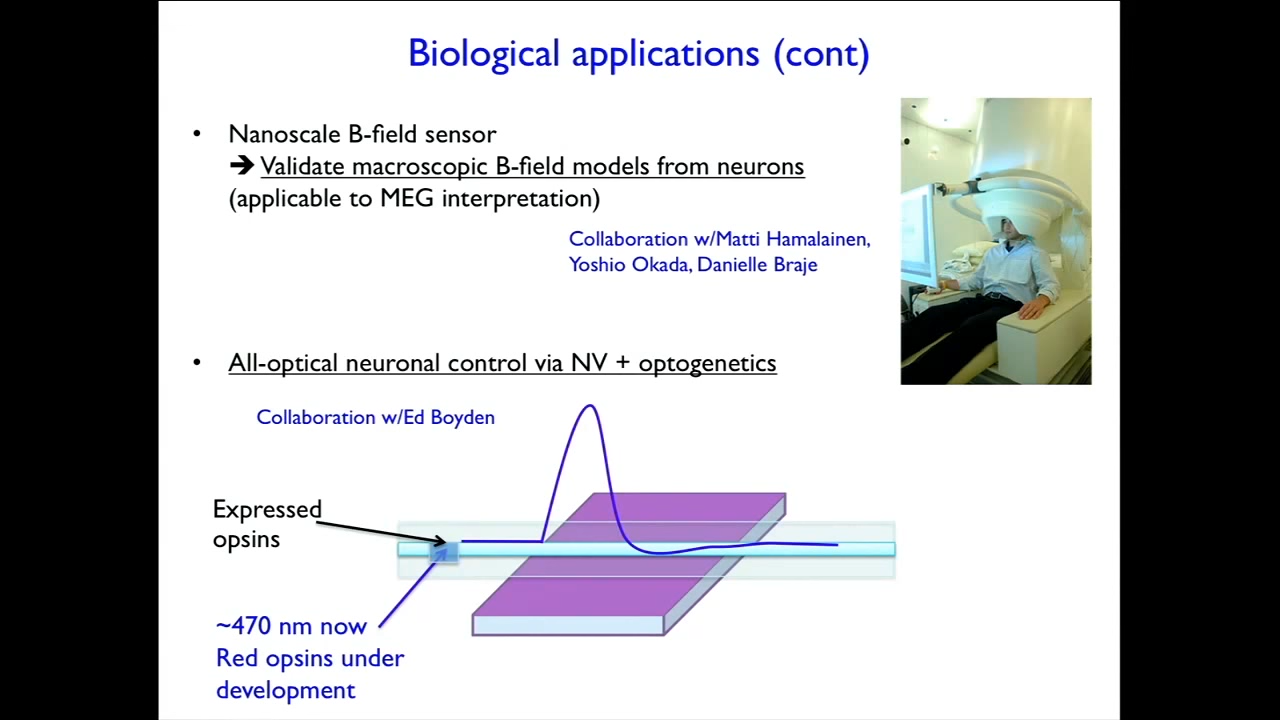 Biological applications (cont)
• Nanoscale B-field sensor
➔ Validate macroscopic B-field models from neurons
(applicable to MEG interpretation)
Collaboration w/Matti Hamalainen,
Yoshio Okada, Danielle Braje
• All-optical neuronal control via NV + optogenetics
Collaboration w/Ed Boyden
Expressed
opsins
~470 nm now
Red opsins under
development